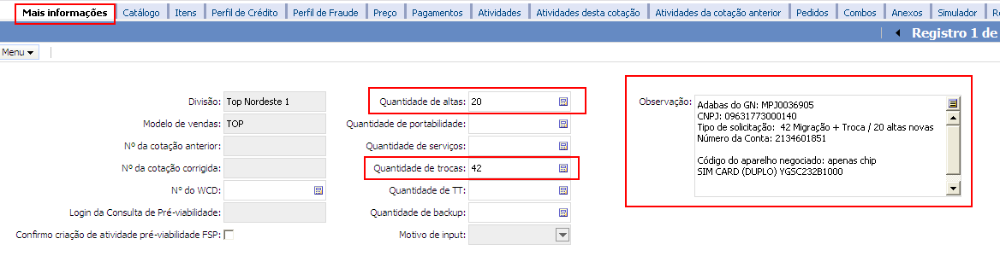 Mais informações Catálogo Itens Perfil de Crédito Perfil de Fraude Preço Pagamentos Atividades Atividades desta cotação Atividades da cotação anterior Pedidos Combos Anexos Simulador
Registro 1 de
Menu
Divisão: Top Nordeste 1
Modelo de vendas: TOP
Nº da cotação anterior:
Nº da cotação corrigida:
Nº do WCD:
Login da Consulta de Pré-viabilidade:
Confirmo criação de atividade pré-viabilidade FSP:
Quantidade de altas: 20
Quantidade de portabilidade:
Quantidade de serviços:
Quantidade de trocas: 42
Quantidade de TT:
Quantidade de backup:
Motivo de input:
Observação:
Adabas do GN: MPJ0036905
CNPJ: 09631773000140
Tipo de solicitação: 42 Migração + Troca / 20 altas novas
Número da Conta: 2134601851
Código do aparelho negociado: apenas chip
SIM CARD (DUPLO) YGSC232B1000